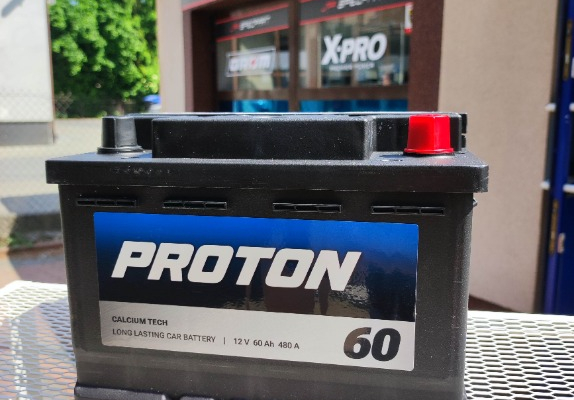 X-PRO
PROTON
CALCIUM TECH
LONG LASTING CAR BATTERY | 12 V 60 Ah 480 A
60